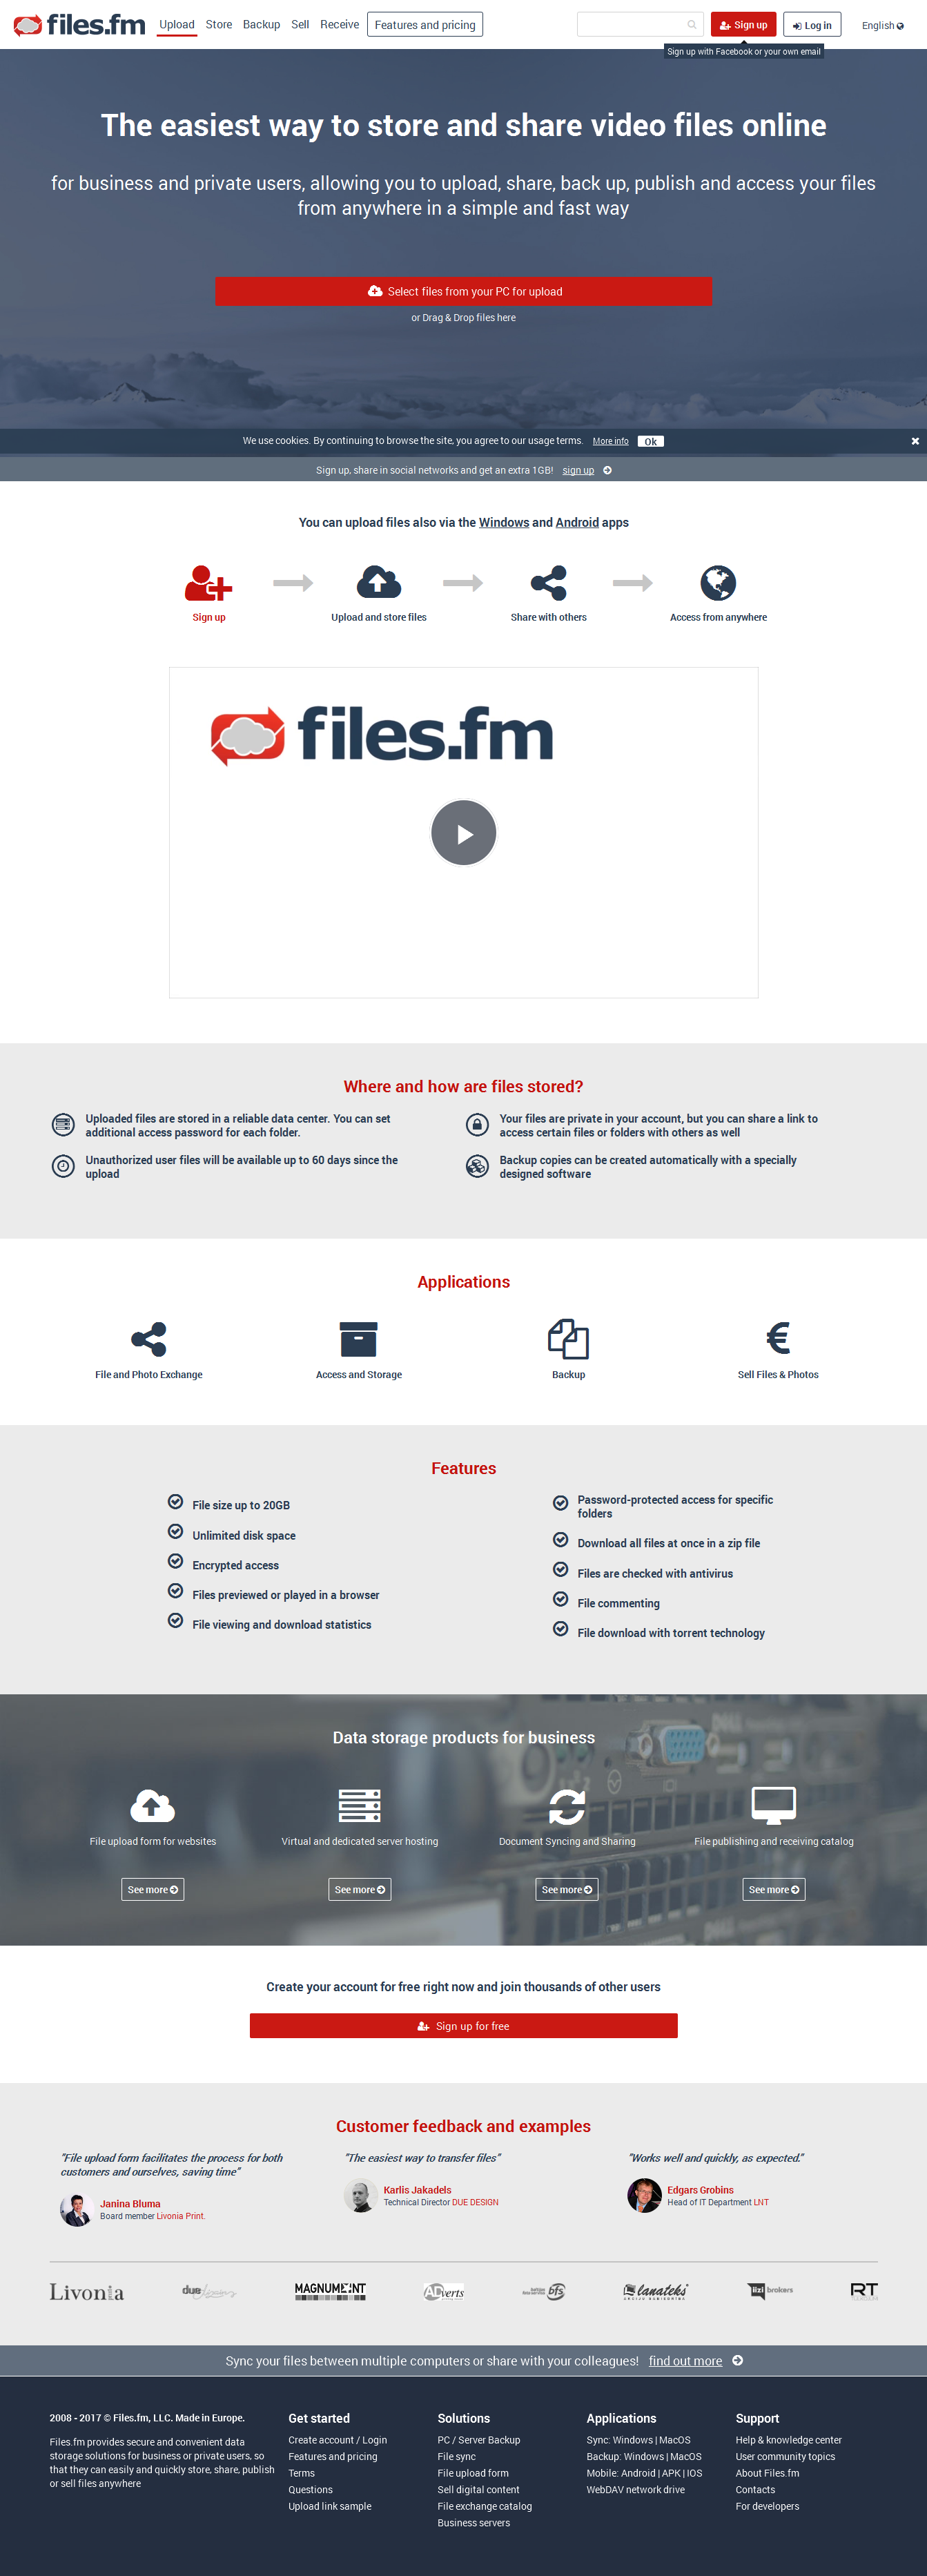 files.fm Upload Store Backup Sell Receive Features and pricing Sign up Log in English
Sign up with Facebook or your own email
The easiest way to store and share video files online
for business and private users, allowing you to upload, share, back up, publish and access your files
from anywhere in a simple and fast way
Select files from your PC for upload
or Drag & Drop files here
We use cookies. By continuing to browse the site, you agree to our usage terms. More info Ok
Sign up, share in social networks and get an extra 1GB! sign up
You can upload files also via the Windows and Android apps
Sign up Upload and store files Share with others Access from anywhere
files.fm
Where and how are files stored?
Uploaded files are stored in a reliable data center. You can set
additional access password for each folder.
Your files are private in your account, but you can share a link to
access certain files or folders with others as well
Unauthorized user files will be available up to 60 days since the
upload
Backup copies can be created automatically with a specially
designed software
Applications
File and Photo Exchange Access and Storage Backup Sell Files & Photos
Features
File size up to 20GB
Unlimited disk space
Encrypted access
Files previewed or played in a browser
File viewing and download statistics
Password-protected access for specific
folders
Download all files at once in a zip file
Files are checked with antivirus
File commenting
File download with torrent technology
Data storage products for business
File upload form for websites Virtual and dedicated server hosting Document Syncing and Sharing File publishing and receiving catalog
See more See more See more See more
Create your account for free right now and join thousands of other users
Sign up for free
Customer feedback and examples
"File upload form facilitates the process for both
customers and ourselves, saving time"
Janina Bluma
Board member Livonia Print.
"The easiest way to transfer files"
Karlis Jakadels
Technical Director DUE DESIGN
"Works well and quickly, as expected."
Edgars Grobins
Head of IT Department LNT
Livonia due design MAGNUMENT ADverts bfs lanateks lizi brokers RT
Sync your files between multiple computers or share with your colleagues! find out more
2008 - 2017 © Files.fm, LLC. Made in Europe.
Files.fm provides secure and convenient data
storage solutions for business or private users, so
that they can easily and quickly store, share, publish
or sell files anywhere
Get started
Create account / Login
Features and pricing
Terms
Questions
Upload link sample
Solutions
PC / Server Backup
File sync
File upload form
Sell digital content
File exchange catalog
Business servers
Applications
Sync: Windows | MacOS
Backup: Windows | MacOS
Mobile: Android | APK | IOS
WebDAV network drive
Support
Help & knowledge center
User community topics
About Files.fm
Contacts
For developers